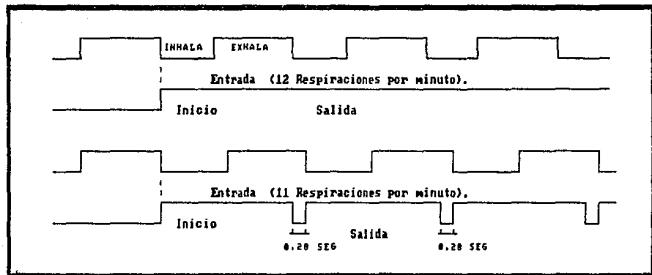 INHALA EXHALA
Entrada (12 Respiraciones por minuto).
Inicio Salida
Entrada (11 Respiraciones por minuto).
Inicio Salida
0.28 SEG 0.28 SEG